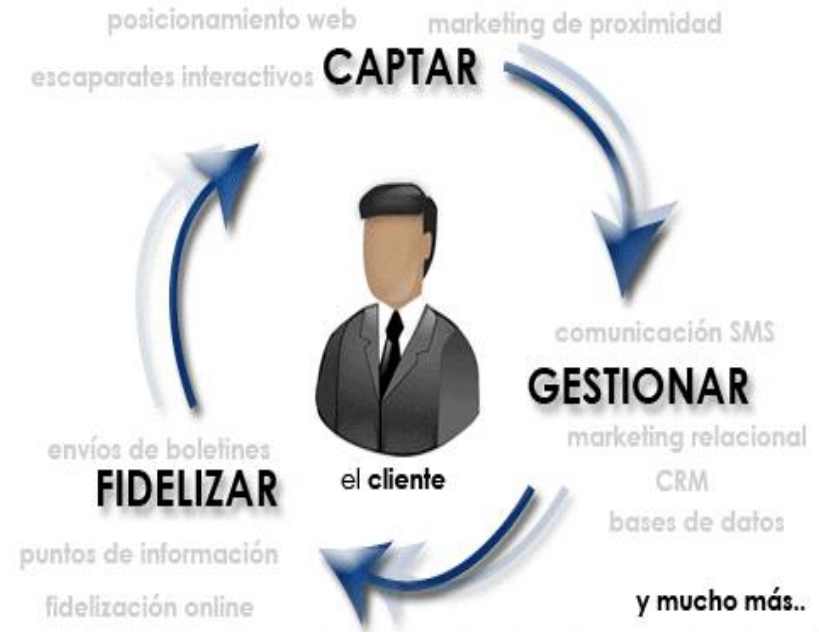 posicionamiento web
marketing de proximidad
escaparates interactivos
CAPTAR
comunicación SMS
GESTIONAR
marketing relacional
CRM
bases de datos
envíos de boletines
FIDELIZAR
puntos de información
fidelización online
el cliente
y mucho más..